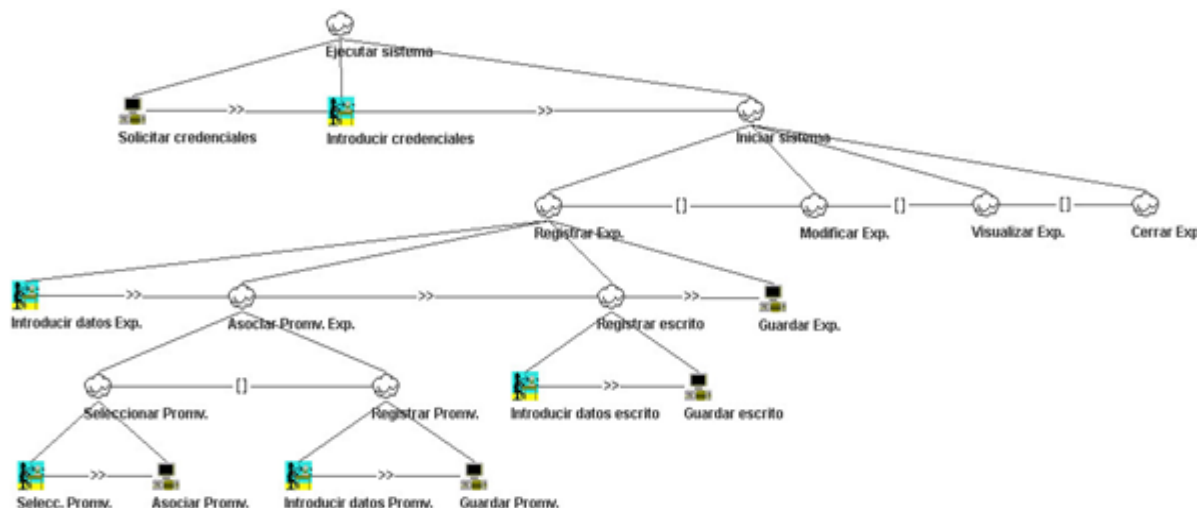 Ejecutar sistema
>> >>
Solicitar credenciales Introducir credenciales Iniciar sistema
[] [] []
Registrar Exp. Modificar Exp. Visualizar Exp. Cerrar Exp
>> >> >>
Introducir datos Exp. Asociar Promv. Exp. Registrar escrito Guardar Exp.
[] >>
Seleccionar Promv. Registrar Promv. Introducir datos escrito Guardar escrito
>> >>
Selecc. Promv. Asociar Promv. Introducir datos Promv. Guardar Promv.